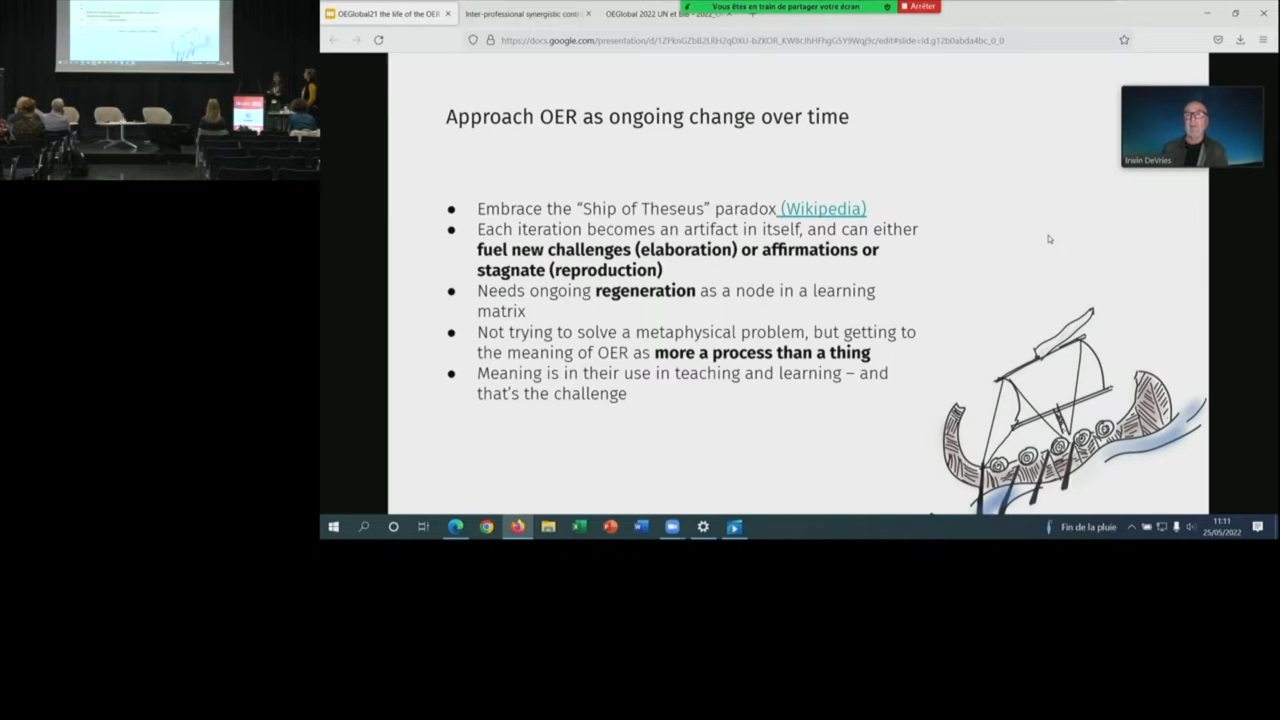 OEGlobal21 the life of the OER
Inter-professional synergistic cont
Vous êtes en train de partager votre écran
Arrêter
https://docs.google.com/presentation/d/
Approach OER as ongoing change over time
Irwin DeVries
● Embrace the “Ship of Theseus” paradox (Wikipedia)
● Each iteration becomes an artifact in itself, and can either
fuel new challenges (elaboration) or affirmations or
stagnate (reproduction)
● Needs ongoing regeneration as a node in a learning
matrix
● Not trying to solve a metaphysical problem, but getting to
the meaning of OER as more a process than a thing
● Meaning is in their use in teaching and learning – and
that's the challenge
Fin de la pluie
11:11
25/05/2022